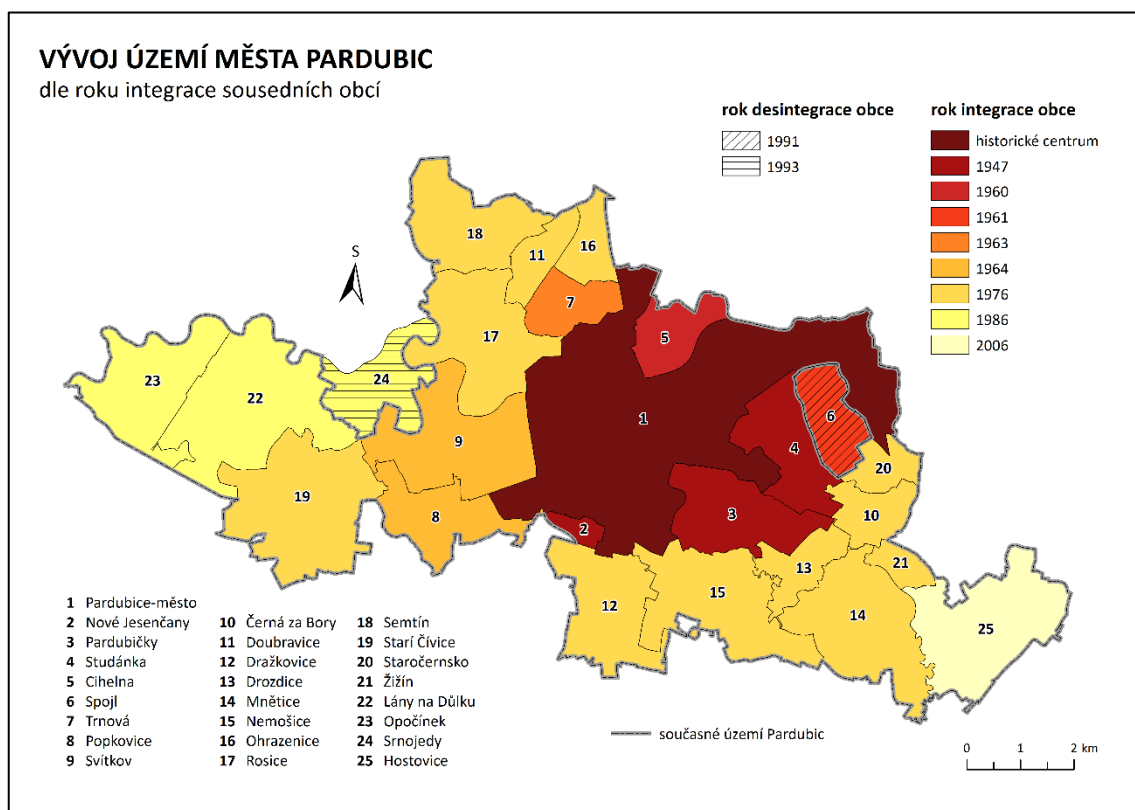 VÝVOJ ÚZEMÍ MĚSTA PARDUBIC
dle roku integrace sousedních obcí
rok desintegrace obce
1991
1993
rok integrace obce
historické centrum
1947
1960
1961
1963
1964
1976
1986
2006
S
18
11
16
7
17
5
23
22
24
9
1
6
4
20
19
8
2
3
10
13
21
12
15
14
25
1 Pardubice-město
2 Nové Jesenčany
3 Pardubičky
4 Studánka
5 Cihelna
6 Spojl
7 Trnová
8 Popkovice
9 Svítkov
10 Černá za Bory
11 Doubravice
12 Dražkovice
13 Drozdice
14 Mnětice
15 Nemošice
16 Ohrazenice
17 Rosice
18 Semtín
19 Starí Čívice
20 Staročernsko
21 Žižín
22 Lány na Důlku
23 Opočínek
24 Srnojedy
25 Hostovice
současné území Pardubic
0 1 2 km